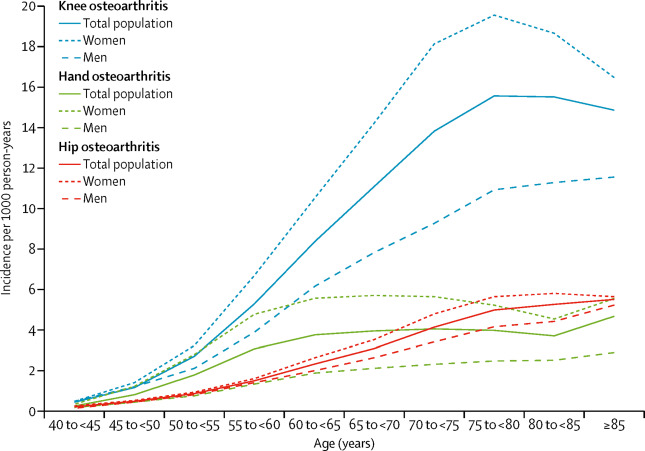 Knee osteoarthritis
Total population
Women
Men
Hand osteoarthritis
Total population
Women
Men
Hip osteoarthritis
Total population
Women
Men
Incidence per 1000 person-years
20
18
16
14
12
10
8
6
4
2
0
40 to <45
45 to <50
50 to <55
55 to <60
60 to <65
65 to <70
70 to <75
75 to <80
80 to <85
≥85
Age (years)